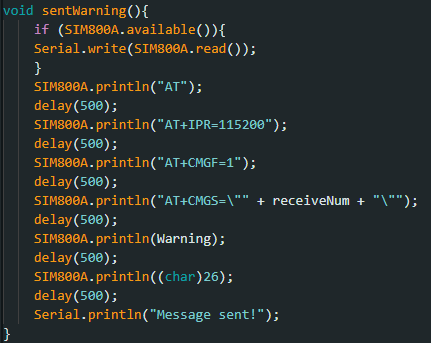 void sentWarning(){
if (SIM800A.available()){
Serial.write(SIM800A.read());
}
SIM800A.println("AT");
delay(500);
SIM800A.println("AT+IPR=115200");
delay(500);
SIM800A.println("AT+CMGF=1");
delay(500);
SIM800A.println("AT+CMGS=\"" + receiveNum + "\"");
delay(500);
SIM800A.println(Warning);
delay(500);
SIM800A.println((char)26);
delay(500);
Serial.println("Message sent!");
}